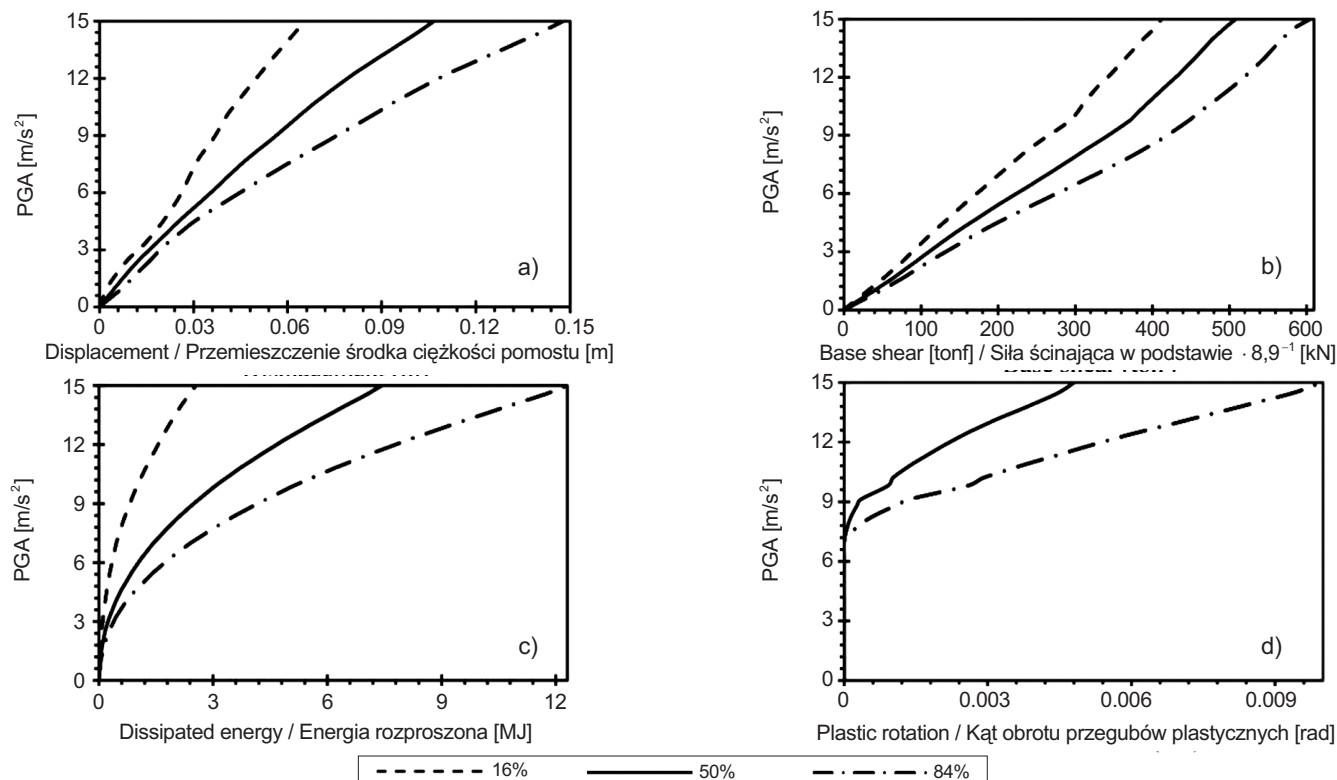 15
12
9
6
3
0
PGA [m/s²]
a)
0 0.03 0.06 0.09 0.12 0.15
Displacement / Przemieszczenie środka ciężkości pomostu [m]
15
12
9
6
3
0
PGA [m/s²]
b)
0 100 200 300 400 500 600
Base shear [tonf] / Siła ścinająca w podstawie · 8,9⁻¹ [kN]
15
12
9
6
3
0
PGA [m/s²]
c)
0 3 6 9 12
Dissipated energy / Energia rozproszona [MJ]
15
12
9
6
3
0
PGA [m/s²]
d)
0 0.003 0.006 0.009
Plastic rotation / Kąt obrotu przegubów plastycznych [rad]
16% 50% 84%